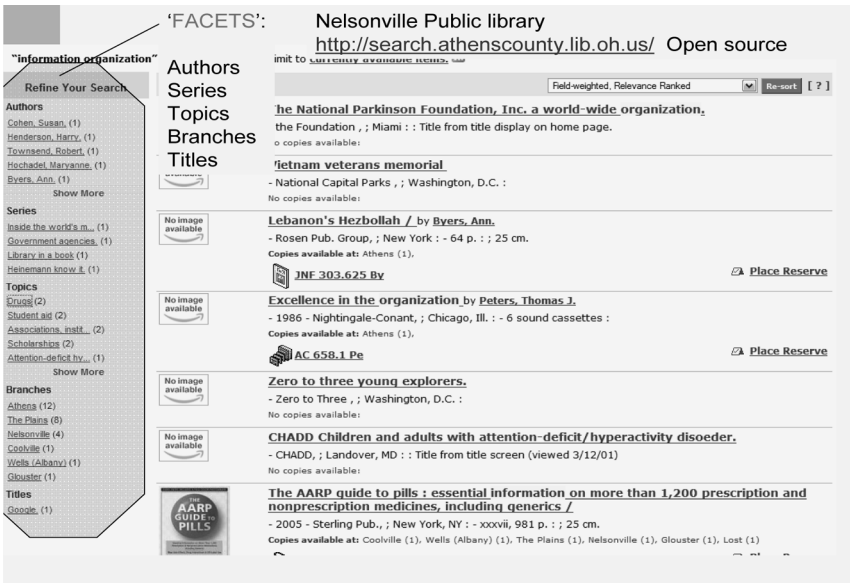 'FACETS':
Nelsonville Public library
http://search.athenscounty.lib.oh.us/ Open source
Authors
Series
Topics
Branches
Titles
"information organization"
imit to currently available items.
Refine Your Search
Authors
Cohen, Susan, (1)
Henderson, Harry, (1)
Townsend, Robert, (1)
Hochadel, Maryanne, (1)
Byers, Ann, (1)
Show More
Series
Inside the world's m... (1)
Government agencies. (1)
Library in a book (1)
Heinemann know it. (1)
Topics
Drugs (2)
Student aid (2)
Associations, instit... (2)
Scholarships (2)
Attention-deficit hy... (1)
Show More
Branches
Athens (12)
The Plains (8)
Nelsonville (4)
Coolville (1)
Wells (Albany) (1)
Glouster (1)
Titles
Google. (1)
Field-weighted, Relevance Ranked
Re-sort [ ? ]
The National Parkinson Foundation, Inc. a world-wide organization.
the Foundation , ; Miami : : Title from title display on home page.
o copies available:
available
Vietnam veterans memorial
- National Capital Parks , ; Washington, D.C. :
No copies available:
No image
available
Lebanon's Hezbollah / by Byers, Ann.
- Rosen Pub. Group, ; New York : - 64 p. : ; 25 cm.
Copies available at: Athens (1),
JNF 303.625 By
Place Reserve
No image
available
Excellence in the organization by Peters, Thomas J.
- 1986 - Nightingale-Conant, ; Chicago, Ill. : - 6 sound cassettes :
Copies available at: Athens (1),
AC 658.1 Pe
Place Reserve
No image
available
Zero to three young explorers.
- Zero to Three , ; Washington, D.C. :
No copies available:
No image
available
CHADD Children and adults with attention-deficit/hyperactivity disoeder.
- CHADD, ; Landover, MD : : Title from title screen (viewed 3/12/01)
No copies available:
AARP
GUIDE TO
PILLS
The AARP guide to pills : essential information on more than 1,200 prescription and
nonprescription medicines, including generics /
- 2005 - Sterling Pub., ; New York, NY : - xxxvii, 981 p. : ; 25 cm.
Copies available at: Coolville (1), Wells (Albany) (1), The Plains (1), Nelsonville (1), Glouster (1), Lost (1)